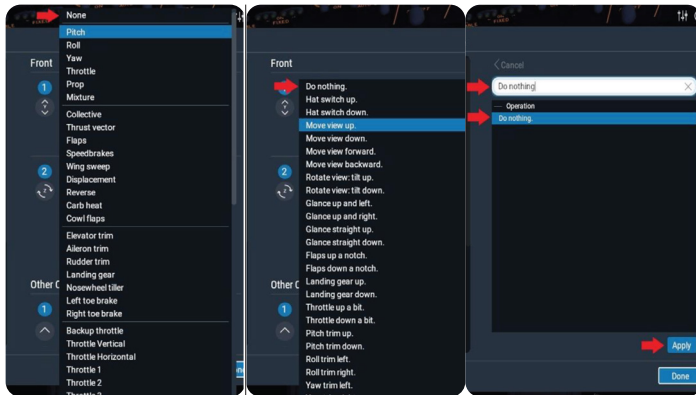 None
Pitch
Front
Roll
Yaw
1
Throttle
Prop
Y
Mixture
Collective
Thrust vector
Flaps
Speedbrakes
Wing sweep
2
Displacement
Z
Reverse
Carb heat
Cowl flaps
Elevator trim
Aileron trim
Rudder trim
Landing gear
Other C
Nosewheel tiller
Left toe brake
1
Right toe brake
Backup throttle
Throttle Vertical
Throttle Horizontal
Throttle 1
Throttle 2
Front
Do nothing.
Hat switch up.
Y
Hat switch down.
Move view up.
Move view down.
Move view forward.
Move view backward.
2
Rotate view: tilt up.
Z
Rotate view: tilt down.
Glance up and left.
Glance up and right.
Glance straight up.
Glance straight down.
Flaps up a notch.
Flaps down a notch.
Other C
Landing gear up.
Landing gear down.
1
Throttle up a bit.
Throttle down a bit.
Pitch trim up.
Pitch trim down.
Roll trim left.
Roll trim right.
Yaw trim left.
Cancel
Do nothing
Operation
Do nothing.
Apply
Done